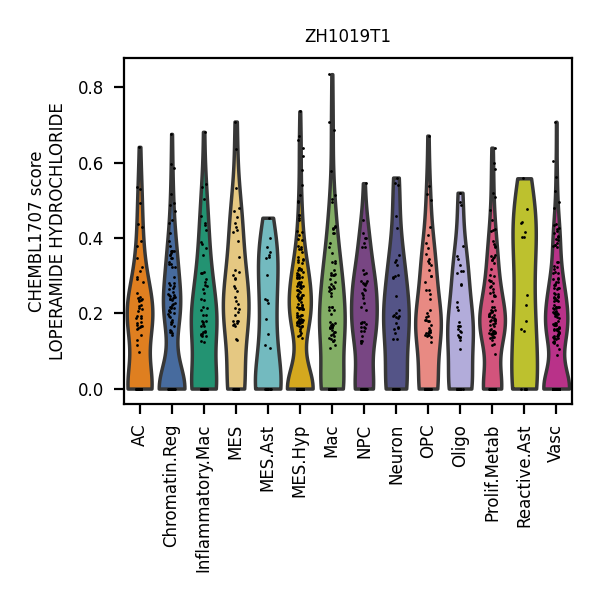 ZH1019T1
CHEMBL1707 score
LOPERAMIDE HYDROCHLORIDE
0.8
0.6
0.4
0.2
0.0
AC
Chromatin.Reg
Inflammatory.Mac
MES
MES.Ast
MES.Hyp
Mac
NPC
Neuron
OPC
Oligo
Prolif.Metab
Reactive.Ast
Vasc